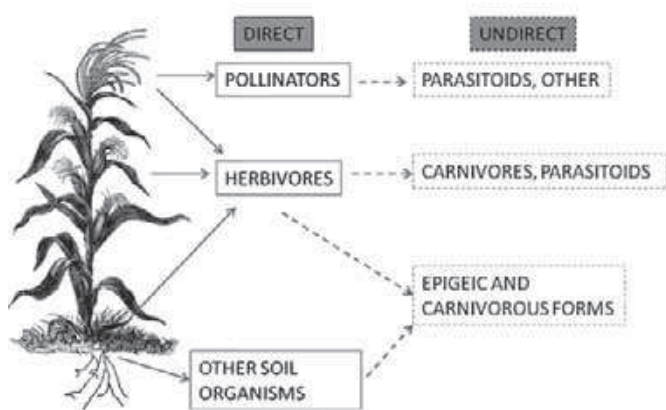 DIRECT
UNDIRECT
POLLINATORS
PARASITOIDS, OTHER
HERBIVORES
CARNIVORES, PARASITOIDS
EPIGEIC AND
CARNIVOROUS FORMS
OTHER SOIL
ORGANISMS